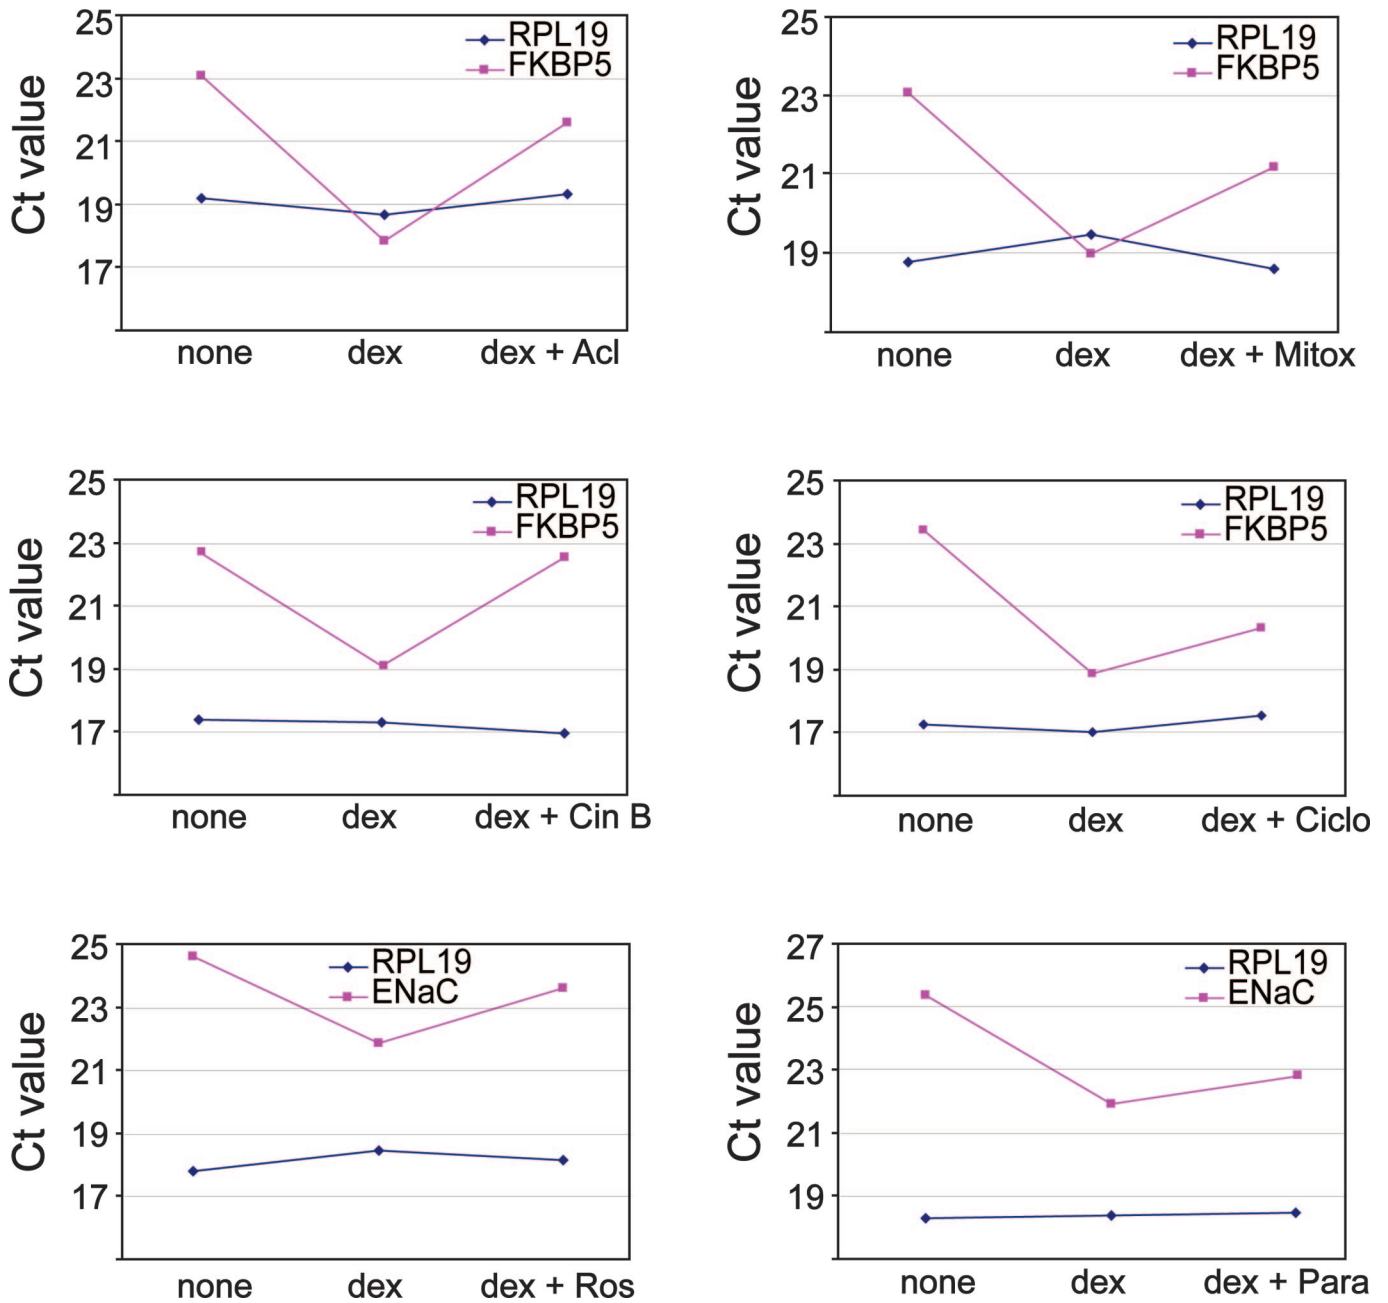 Ct value
25
23
21
19
17
RPL19
FKBP5
none dex dex + Acl
Ct value
25
23
21
19
RPL19
FKBP5
none dex dex + Mitox
Ct value
25
23
21
19
17
RPL19
FKBP5
none dex dex + Cin B
Ct value
25
23
21
19
17
RPL19
FKBP5
none dex dex + Ciclo
Ct value
25
23
21
19
17
RPL19
ENaC
none dex dex + Ros
Ct value
27
25
23
21
19
RPL19
ENaC
none dex dex + Para